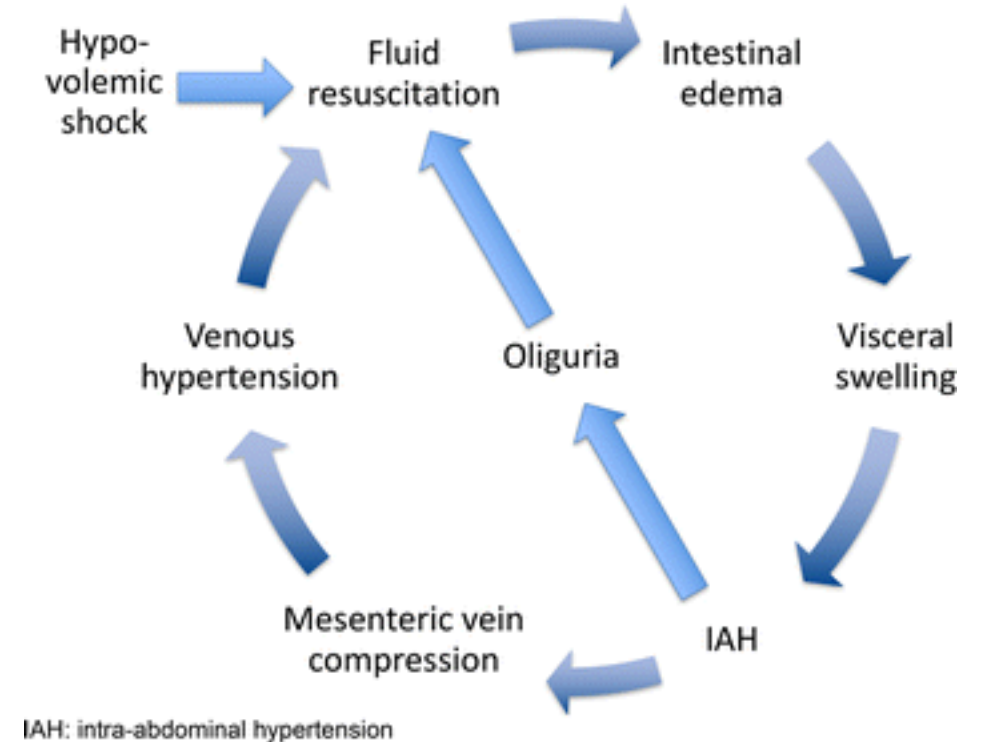 Hypo-
volemic
shock
Fluid
resuscitation
Intestinal
edema
Venous
hypertension
Oliguria
Visceral
swelling
Mesenteric vein
compression
IAH
IAH: intra-abdominal hypertension